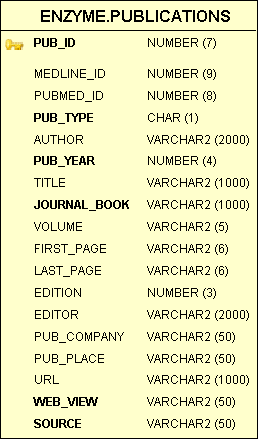 ENZYME.PUBLICATIONS
PUB_ID NUMBER (7)
MEDLINE_ID NUMBER (9)
PUBMED_ID NUMBER (8)
PUB_TYPE CHAR (1)
AUTHOR VARCHAR2 (2000)
PUB_YEAR NUMBER (4)
TITLE VARCHAR2 (1000)
JOURNAL_BOOK VARCHAR2 (1000)
VOLUME VARCHAR2 (5)
FIRST_PAGE VARCHAR2 (6)
LAST_PAGE VARCHAR2 (6)
EDITION NUMBER (3)
EDITOR VARCHAR2 (2000)
PUB_COMPANY VARCHAR2 (50)
PUB_PLACE VARCHAR2 (50)
URL VARCHAR2 (1000)
WEB_VIEW VARCHAR2 (50)
SOURCE VARCHAR2 (50)